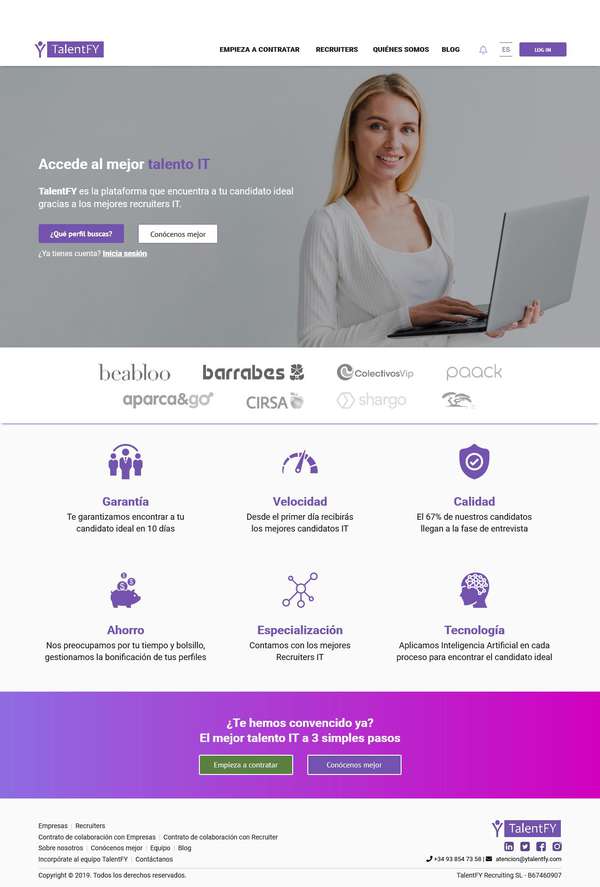 TalentFY
EMPIEZA A CONTRATAR RECRUITERS QUIÉNES SOMOS BLOG ES LOG IN
Accede al mejor talento IT
TalentFY es la plataforma que encuentra a tu candidato ideal
gracias a los mejores recruiters IT.
¿Qué perfil buscas? Conócenos mejor
¿Ya tienes cuenta? Inicia sesión
beabloo barrabes ColectivosVip paack
aparca&go CIRSA shargo
Garantía
Te garantizamos encontrar a tu
candidato ideal en 10 días
Velocidad
Desde el primer día recibirás
los mejores candidatos IT
Calidad
El 67% de nuestros candidatos
llegan a la fase de entrevista
Ahorro
Nos preocupamos por tu tiempo y bolsillo,
gestionamos la bonificación de tus perfiles
Especialización
Contamos con los mejores
Recruiters IT
Tecnología
Aplicamos Inteligencia Artificial en cada
proceso para encontrar el candidato ideal
¿Te hemos convencido ya?
El mejor talento IT a 3 simples pasos
Empieza a contratar Conócenos mejor
Empresas | Recruiters
Contrato de colaboración con Empresas | Contrato de colaboración con Recruiter
Sobre nosotros | Conócenos mejor | Equipo | Blog
Incorpórate al equipo TalentFY | Contáctanos
TalentFY
+34 93 854 73 58 | atencion@ytalentfy.com
Copyright © 2019. Todos los derechos reservados.
TalentFY Recruiting SL - B67460907